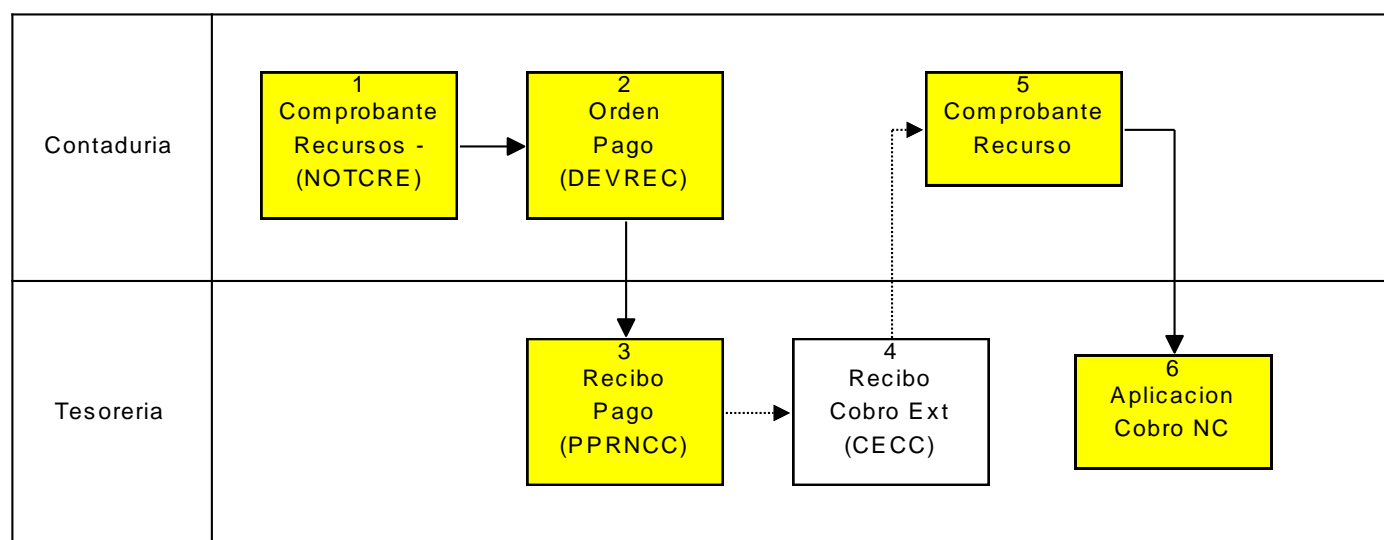 Contaduria
1
Comprobante
Recursos -
(NOTCRE)
2
Orden
Pago
(DEVREC)
5
Comprobante
Recurso
Tesoreria
3
Recibo
Pago
(PPRNCC)
4
Recibo
Cobro Ext
(CECC)
6
Aplicacion
Cobro NC